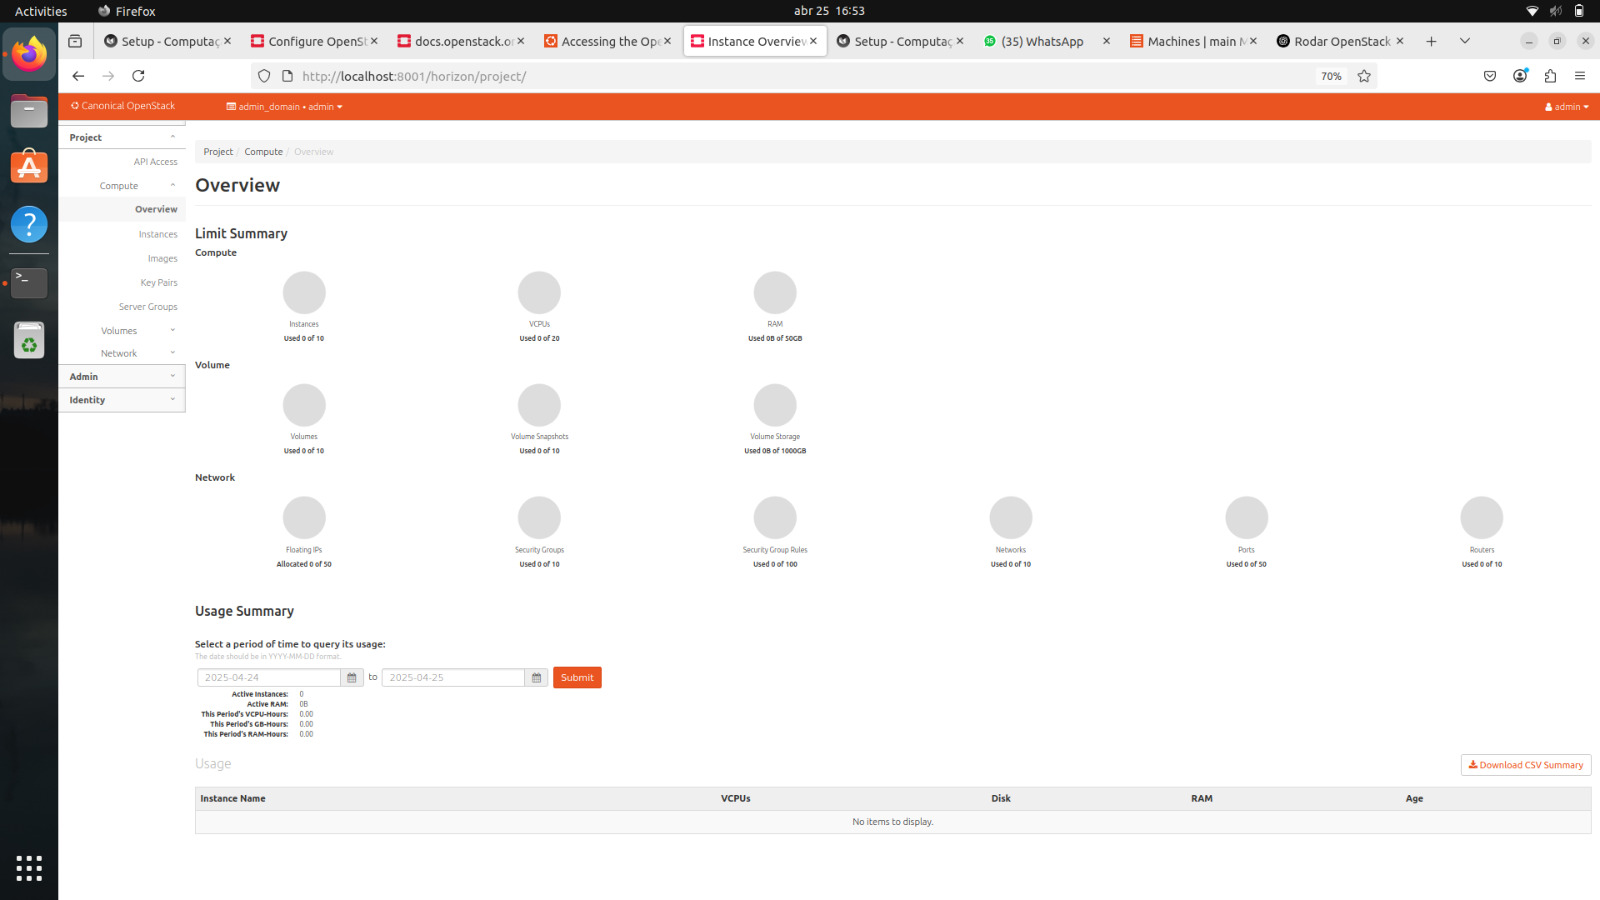 Activities
Firefox
abr 25 16:53
Setup - Computaç
Configure OpenSt
docs.openstack.or
Accessing the Ope
Instance Overview
Setup - Computaç
(35) WhatsApp
Machines | main M
Rodar OpenStack
http://localhost:8001/horizon/project/
70%
Canonical OpenStack
admin_domain • admin
admin
Project
API Access
Compute
Overview
Instances
Images
Key Pairs
Server Groups
Volumes
Network
Admin
Identity
Project / Compute / Overview
Overview
Limit Summary
Compute
Instances
Used 0 of 10
VCPUs
Used 0 of 20
RAM
Used 0B of 50GB
Volume
Volumes
Used 0 of 10
Volume Snapshots
Used 0 of 10
Volume Storage
Used 0B of 1000GB
Network
Floating IPs
Allocated 0 of 50
Security Groups
Used 0 of 10
Security Group Rules
Used 0 of 100
Networks
Used 0 of 10
Ports
Used 0 of 50
Routers
Used 0 of 10
Usage Summary
Select a period of time to query its usage:
The date should be in YYYY-MM-DD format.
2025-04-24 to 2025-04-25 Submit
Active Instances: 0
Active RAM: 0B
This Period's VCPU-Hours: 0.00
This Period's GB-Hours: 0.00
This Period's RAM-Hours: 0.00
Usage
Download CSV Summary
Instance Name VCPUs Disk RAM Age
No items to display.